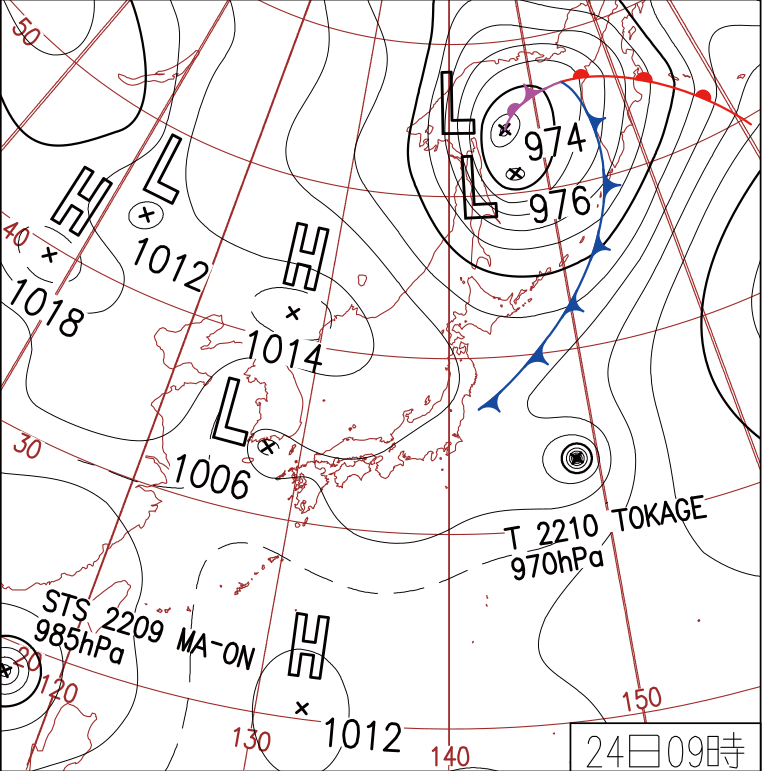 50
L
974
L
976
H
L
1012
40
1018
H
1014
L
1006
30
T 2210 TOKAGE
970hPa
STS 2209 MA-ON
985hPa
20
120
H
1012
130
140
150
24日09時